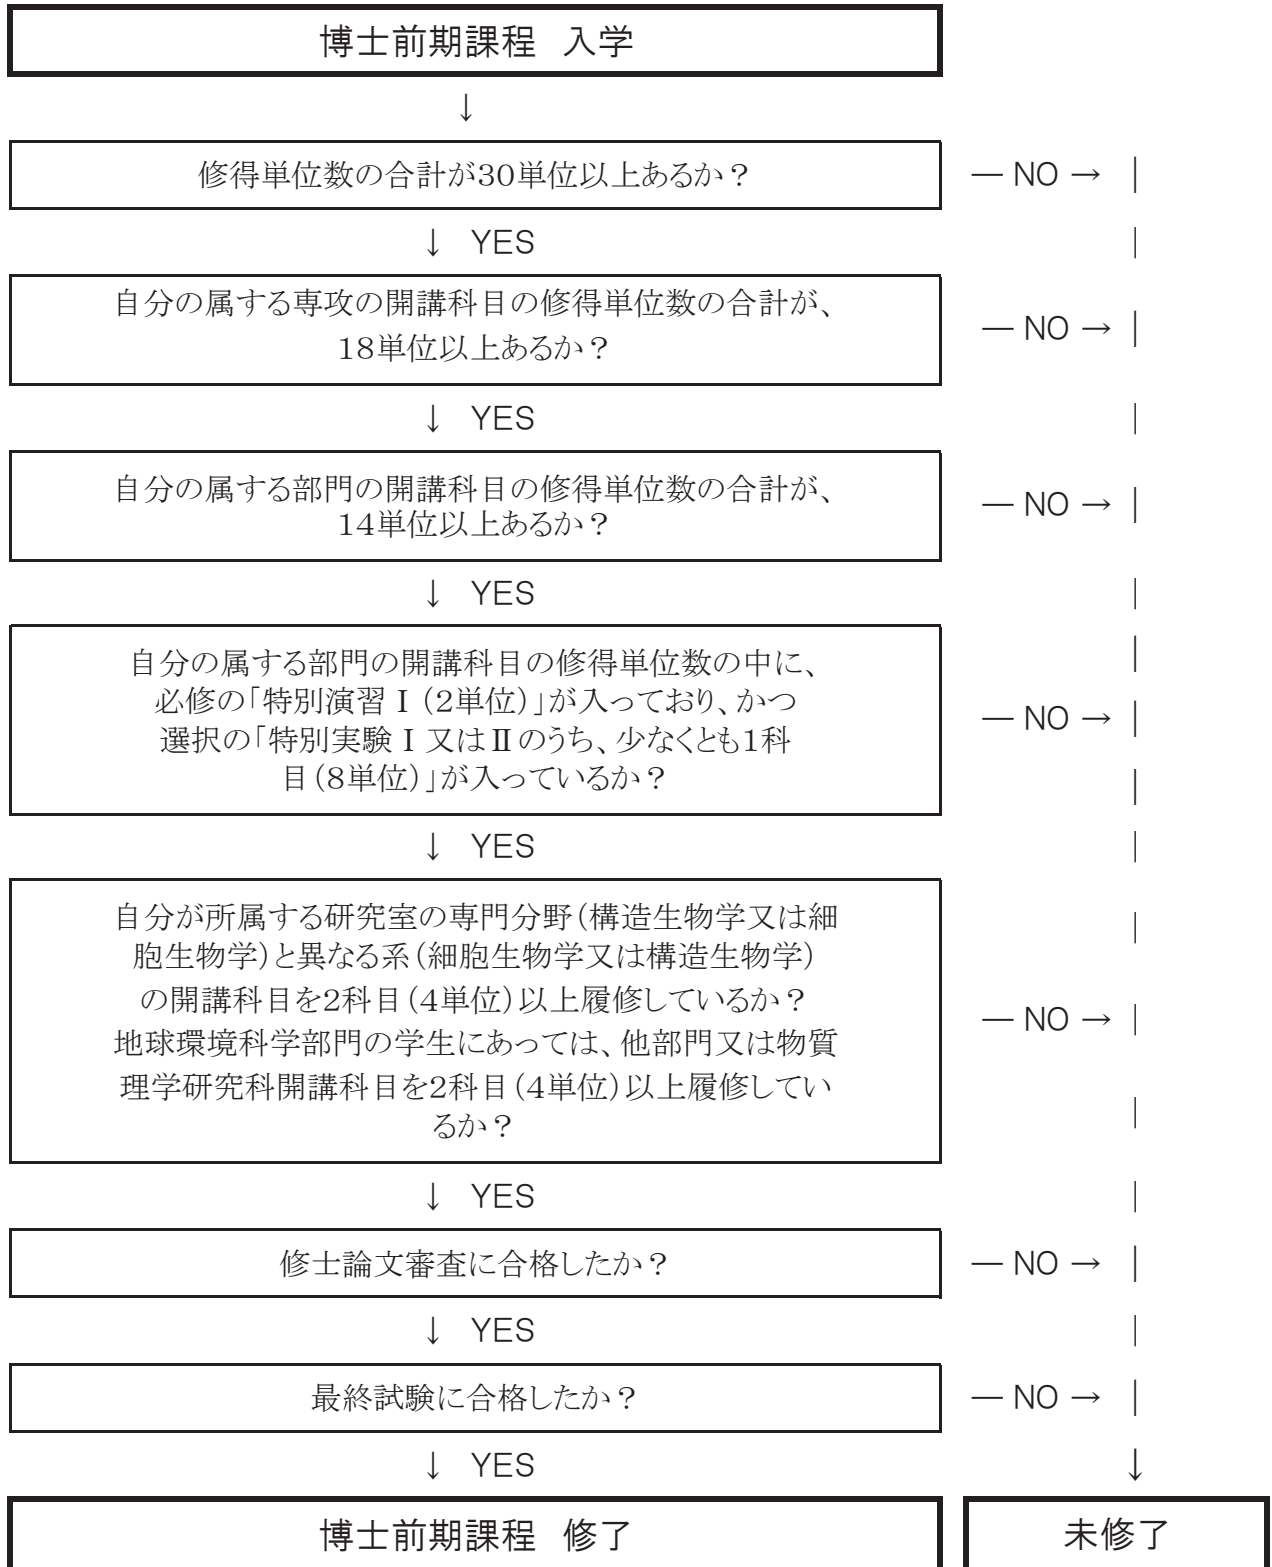 博士前期課程　入学
↓
修得単位数の合計が30単位以上あるか？ ― NO → ｜
↓ YES ｜
自分の属する専攻の開講科目の修得単位数の合計が、
18単位以上あるか？ ― NO → ｜
↓ YES ｜
自分の属する部門の開講科目の修得単位数の合計が、
14単位以上あるか？ ― NO → ｜
↓ YES ｜
自分の属する部門の開講科目の修得単位数の中に、 ｜
必修の「特別演習Ⅰ（2単位）」が入っており、かつ
選択の「特別実験Ⅰ又はⅡのうち、少なくとも1科 ― NO → ｜
目（8単位）」が入っているか？ ｜
↓ YES ｜
自分が所属する研究室の専門分野（構造生物学又は細 ｜
胞生物学）と異なる系（細胞生物学又は構造生物学）
の開講科目を2科目（4単位）以上履修しているか？ ― NO → ｜
地球環境科学部門の学生にあっては、他部門又は物質
理学研究科開講科目を2科目（4単位）以上履修してい ｜
るか？
↓ YES ｜
修士論文審査に合格したか？ ― NO → ｜
↓ YES ｜
最終試験に合格したか？ ― NO → ｜
↓ YES ↓
博士前期課程　修了 未修了